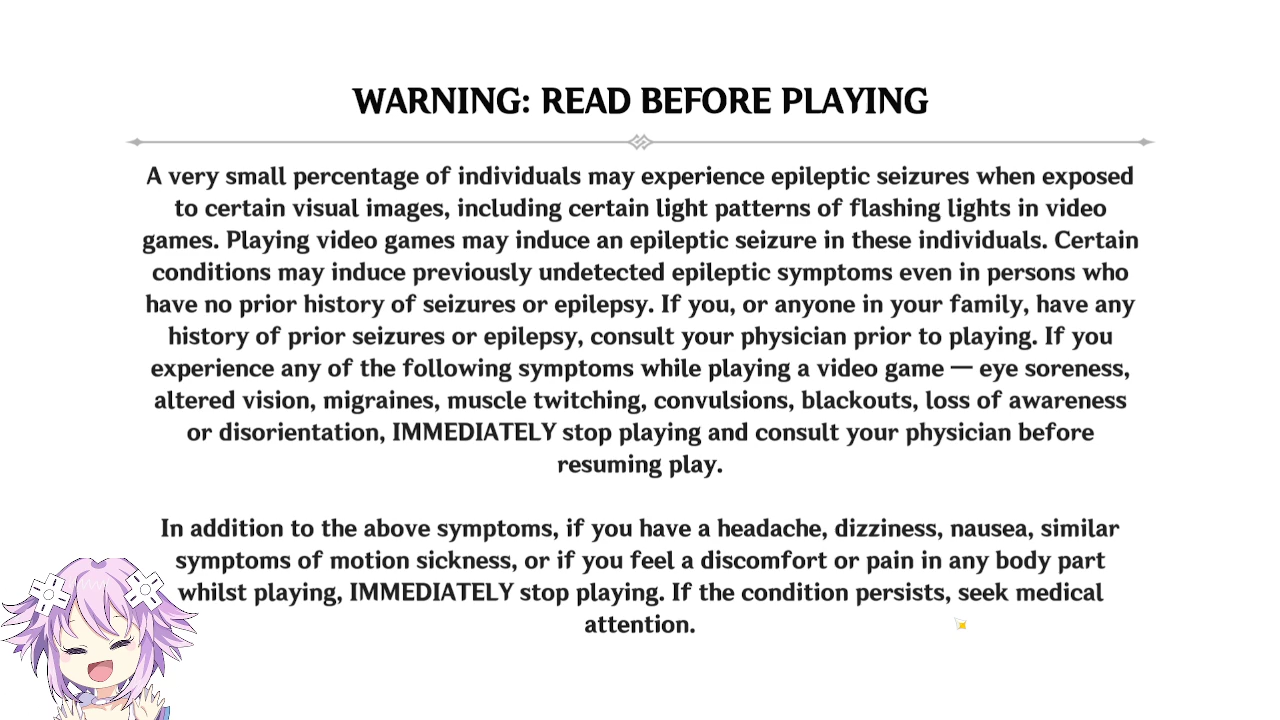 WARNING: READ BEFORE PLAYING
A very small percentage of individuals may experience epileptic seizures when exposed
to certain visual images, including certain light patterns of flashing lights in video
games. Playing video games may induce an epileptic seizure in these individuals. Certain
conditions may induce previously undetected epileptic symptoms even in persons who
have no prior history of seizures or epilepsy. If you, or anyone in your family, have any
history of prior seizures or epilepsy, consult your physician prior to playing. If you
experience any of the following symptoms while playing a video game — eye soreness,
altered vision, migraines, muscle twitching, convulsions, blackouts, loss of awareness
or disorientation, IMMEDIATELY stop playing and consult your physician before
resuming play.
In addition to the above symptoms, if you have a headache, dizziness, nausea, similar
symptoms of motion sickness, or if you feel a discomfort or pain in any body part
whilst playing, IMMEDIATELY stop playing. If the condition persists, seek medical
attention.